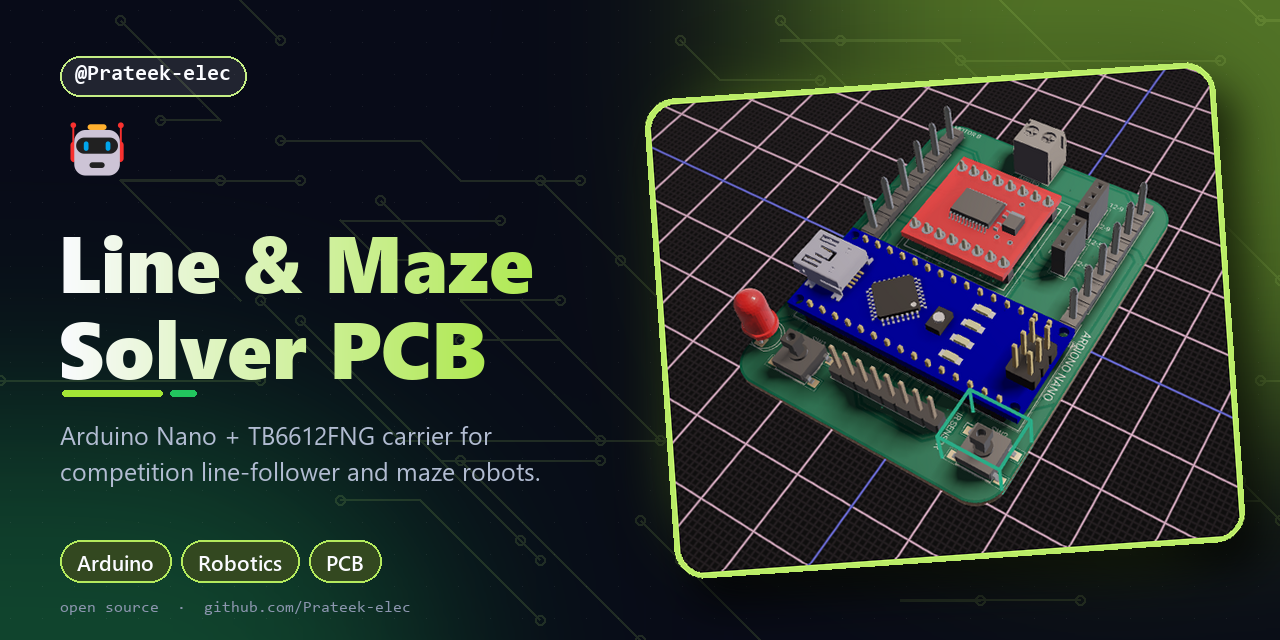 @Prateek-elec
Line & Maze
Solver PCB
Arduino Nano + TB6612FNG carrier for
competition line-follower and maze robots.
Arduino
Robotics
PCB
open source · github.com/Prateek-elec
MOTOR B
ARDUINO NANO